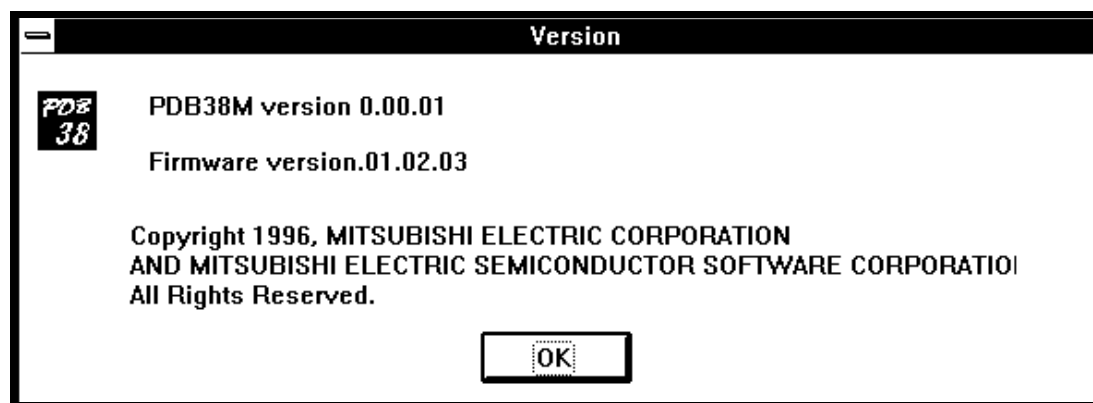 Version
PDB
38
PDB38M version 0.00.01
Firmware version.01.02.03
Copyright 1996, MITSUBISHI ELECTRIC CORPORATION
AND MITSUBISHI ELECTRIC SEMICONDUCTOR SOFTWARE CORPORATIO
All Rights Reserved.
OK